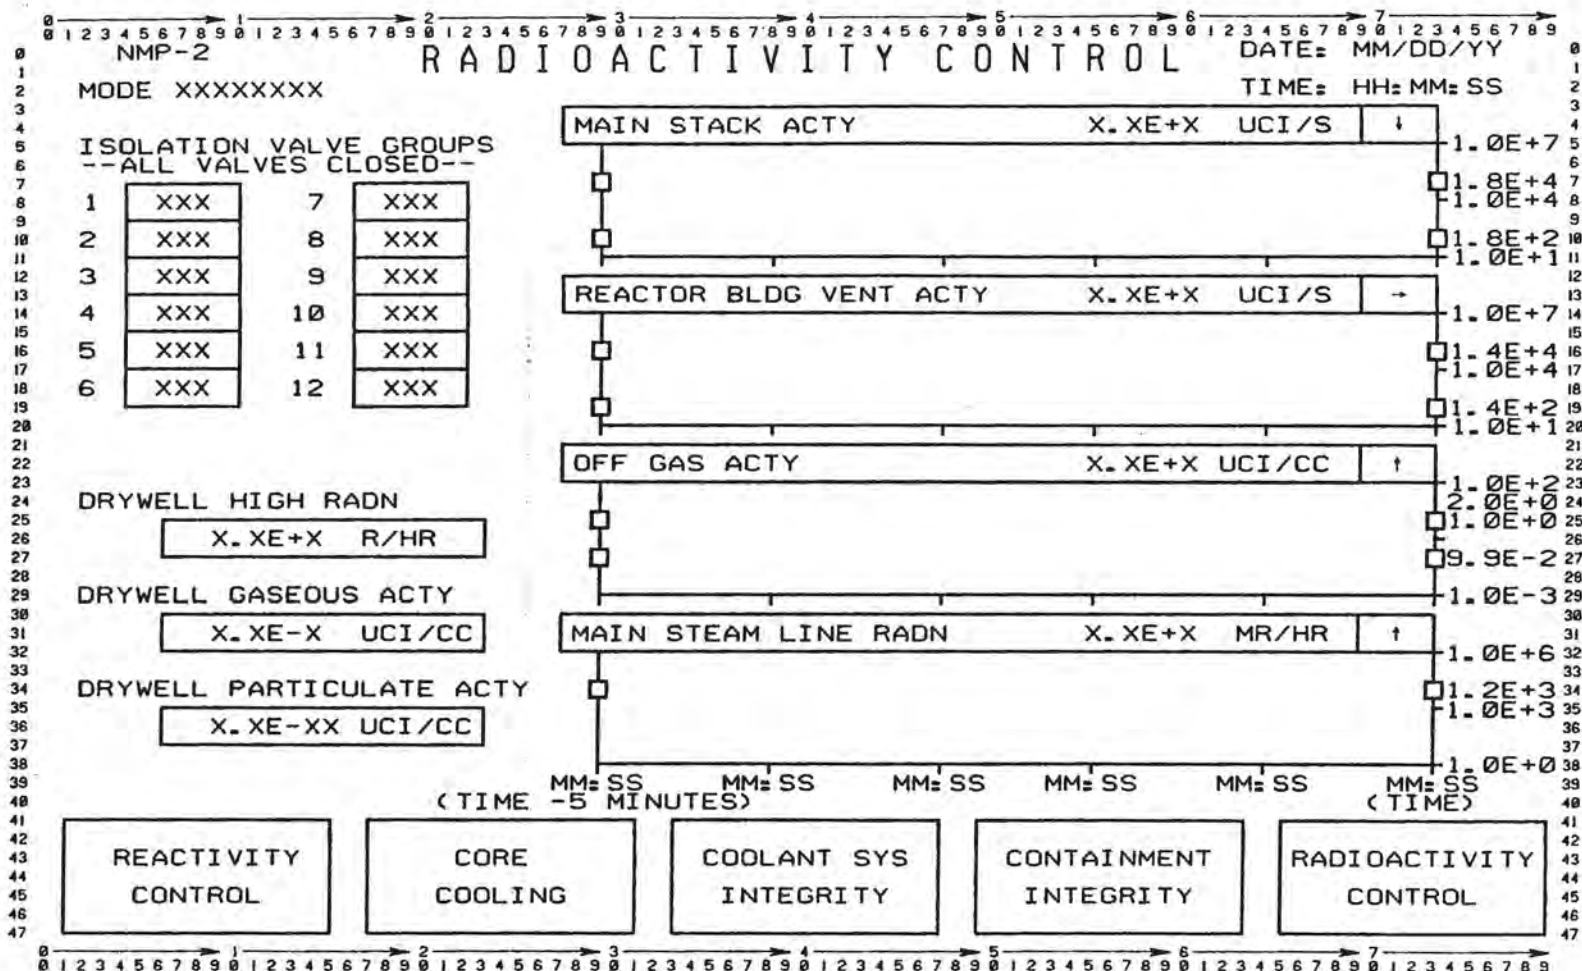 0 1 2 3 4 5 6 7
0 1 2 3 4 5 6 7 8 9 0 1 2 3 4 5 6 7 8 9 0 1 2 3 4 5 6 7 8 9 0 1 2 3 4 5 6 7 8 9 0 1 2 3 4 5 6 7 8 9 0 1 2 3 4 5 6 7 8 9 0 1 2 3 4 5 6 7 8 9 0 1 2 3 4 5 6 7 8 9
NMP-2 RADIOACTIVITY CONTROL DATE: MM/DD/YY
MODE XXXXXXXX TIME: HH:MM:SS
ISOLATION VALVE GROUPS
--ALL VALVES CLOSED--
1 XXX 7 XXX
2 XXX 8 XXX
3 XXX 9 XXX
4 XXX 10 XXX
5 XXX 11 XXX
6 XXX 12 XXX
DRYWELL HIGH RADN
X.XE+X R/HR
DRYWELL GASEOUS ACTY
X.XE-X UCI/CC
DRYWELL PARTICULATE ACTY
X.XE-XX UCI/CC
MAIN STACK ACTY X.XE+X UCI/S ↓
1.0E+7
1.8E+4
1.0E+4
1.8E+2
1.0E+1
REACTOR BLDG VENT ACTY X.XE+X UCI/S →
1.0E+7
1.4E+4
1.0E+4
1.4E+2
1.0E+1
OFF GAS ACTY X.XE+X UCI/CC ↑
1.0E+2
2.0E+0
1.0E+0
9.9E-2
1.0E-3
MAIN STEAM LINE RADN X.XE+X MR/HR ↑
1.0E+6
1.2E+3
1.0E+3
1.0E+0
MM:SS MM:SS MM:SS MM:SS MM:SS MM:SS
(TIME -5 MINUTES) (TIME)
REACTIVITY CONTROL
CORE COOLING
COOLANT SYS INTEGRITY
CONTAINMENT INTEGRITY
RADIOACTIVITY CONTROL
0 1 2 3 4 5 6 7
0 1 2 3 4 5 6 7 8 9 0 1 2 3 4 5 6 7 8 9 0 1 2 3 4 5 6 7 8 9 0 1 2 3 4 5 6 7 8 9 0 1 2 3 4 5 6 7 8 9 0 1 2 3 4 5 6 7 8 9 0 1 2 3 4 5 6 7 8 9 0 1 2 3 4 5 6 7 8 9